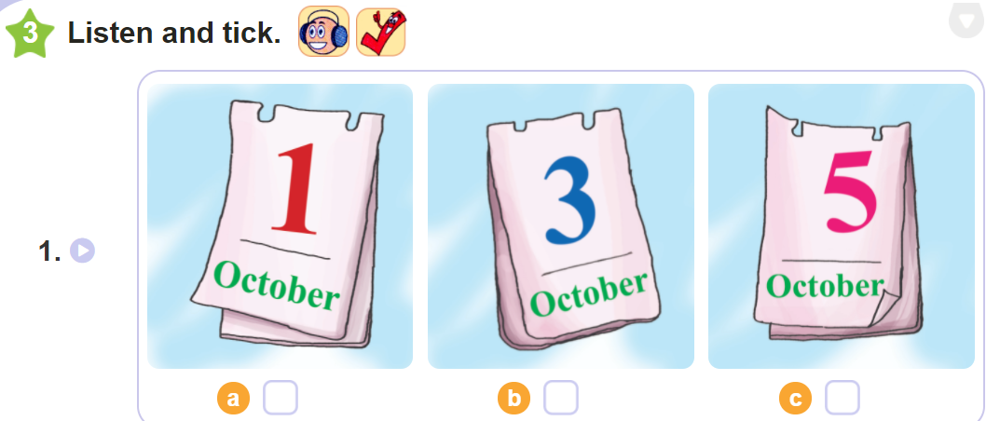 3 Listen and tick.
1.
1 October
3 October
5 October
a b c